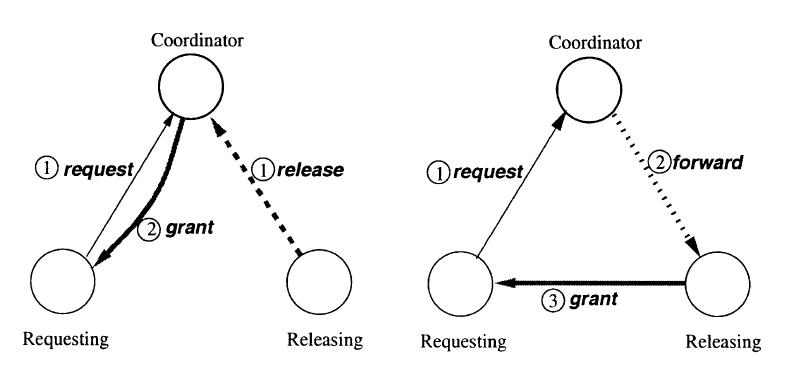 Coordinator
① request
① release
② grant
Requesting
Releasing
Coordinator
① request
② forward
③ grant
Requesting
Releasing